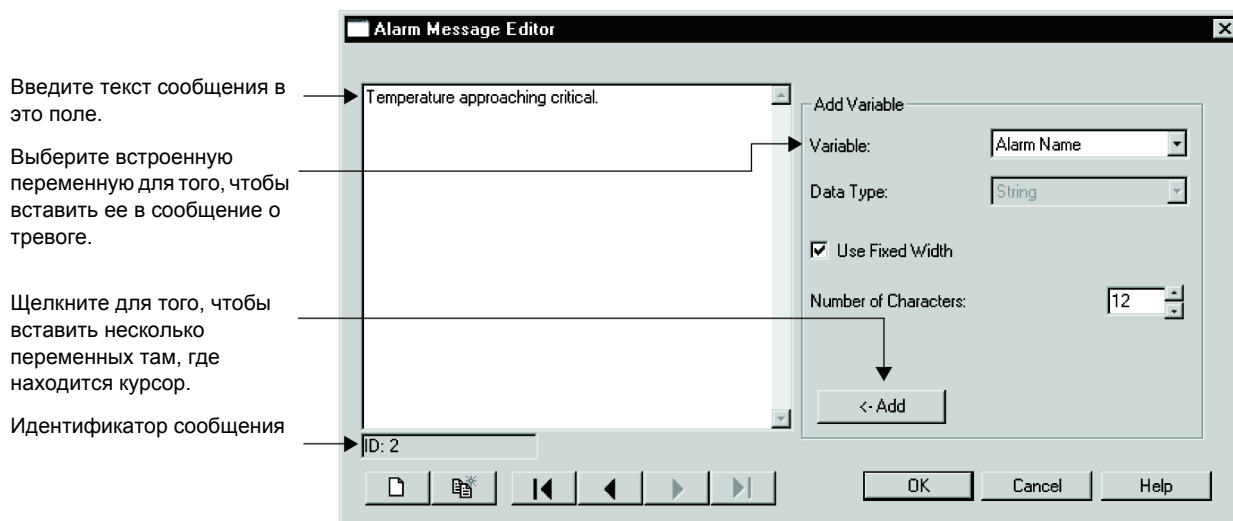 Alarm Message Editor
Введите текст сообщения в
это поле.
Выберите встроенную
переменную для того, чтобы
вставить ее в сообщение о
тревоге.
Щелкните для того, чтобы
вставить несколько
переменных там, где
находится курсор.
Идентификатор сообщения
Temperature approaching critical.
ID: 2
Add Variable
Variable:
Alarm Name
Data Type:
String
Use Fixed Width
Number of Characters:
12
<- Add
OK
Cancel
Help